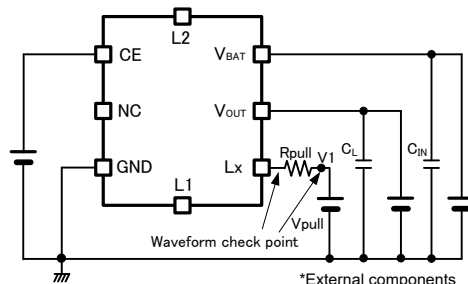 L2
CE
VBAT
NC
VOUT
GND
Lx
Rpull
V1
CL
CIN
L1
Vpull
Waveform check point
*External components